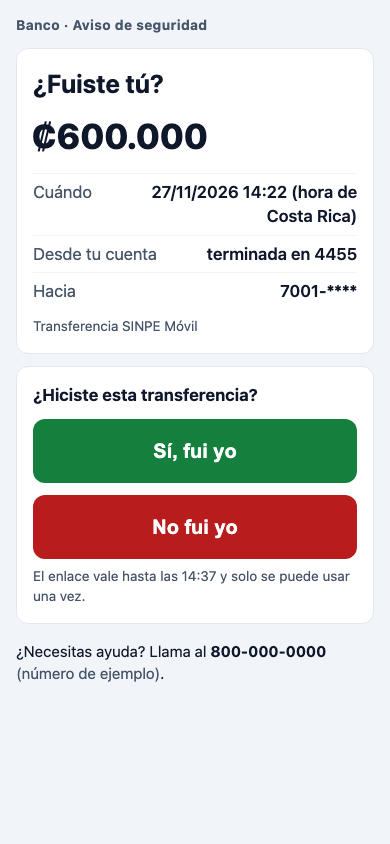 Banco · Aviso de seguridad
¿Fuiste tú?
₡600.000
Cuándo 27/11/2026 14:22 (hora de
Costa Rica)
Desde tu cuenta terminada en 4455
Hacia 7001-****
Transferencia SINPE Móvil
¿Hiciste esta transferencia?
Sí, fui yo
No fui yo
El enlace vale hasta las 14:37 y solo se puede usar
una vez.
¿Necesitas ayuda? Llama al 800-000-0000
(número de ejemplo).